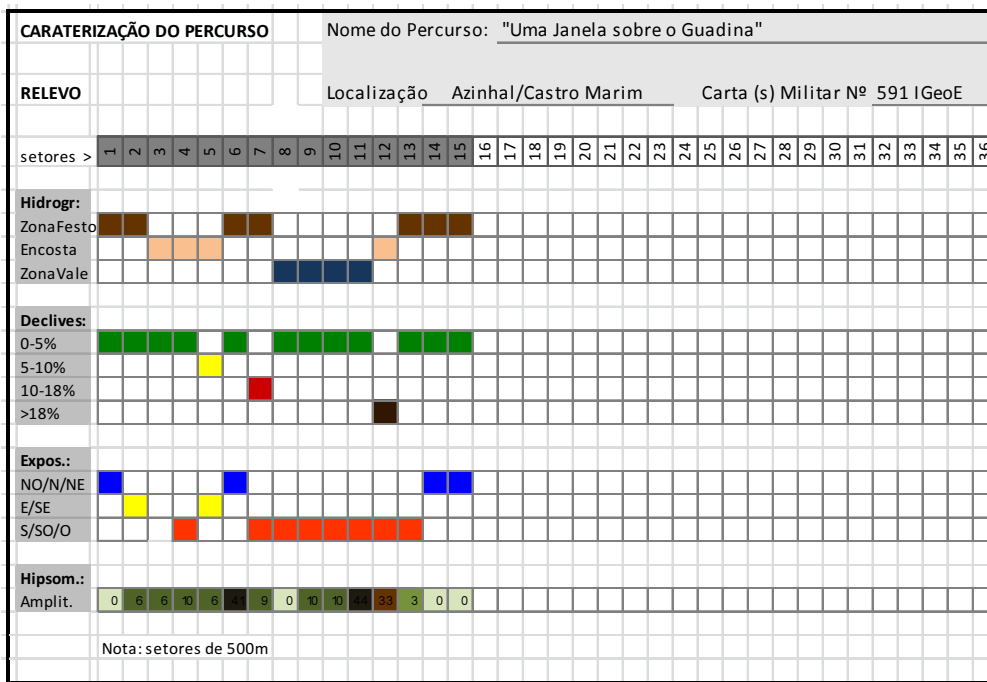 CARATERIZAÇÃO DO PERCURSO Nome do Percurso: "Uma Janela sobre o Guadina"
RELEVO Localização Azinhal/Castro Marim Carta (s) Militar Nº 591 IGeoE
setores > 1 2 3 4 5 6 7 8 9 10 11 12 13 14 15 16 17 18 19 20 21 22 23 24 25 26 27 28 29 30 31 32 33 34 35 36
Hidrogr:
ZonaFesto
Encosta
ZonaVale
Declives:
0-5%
5-10%
10-18%
>18%
Expos.:
NO/N/NE
E/SE
S/SO/O
Hipsom.:
Amplit. 0 6 6 10 6 41 9 0 10 10 44 33 3 0 0
Nota: setores de 500m